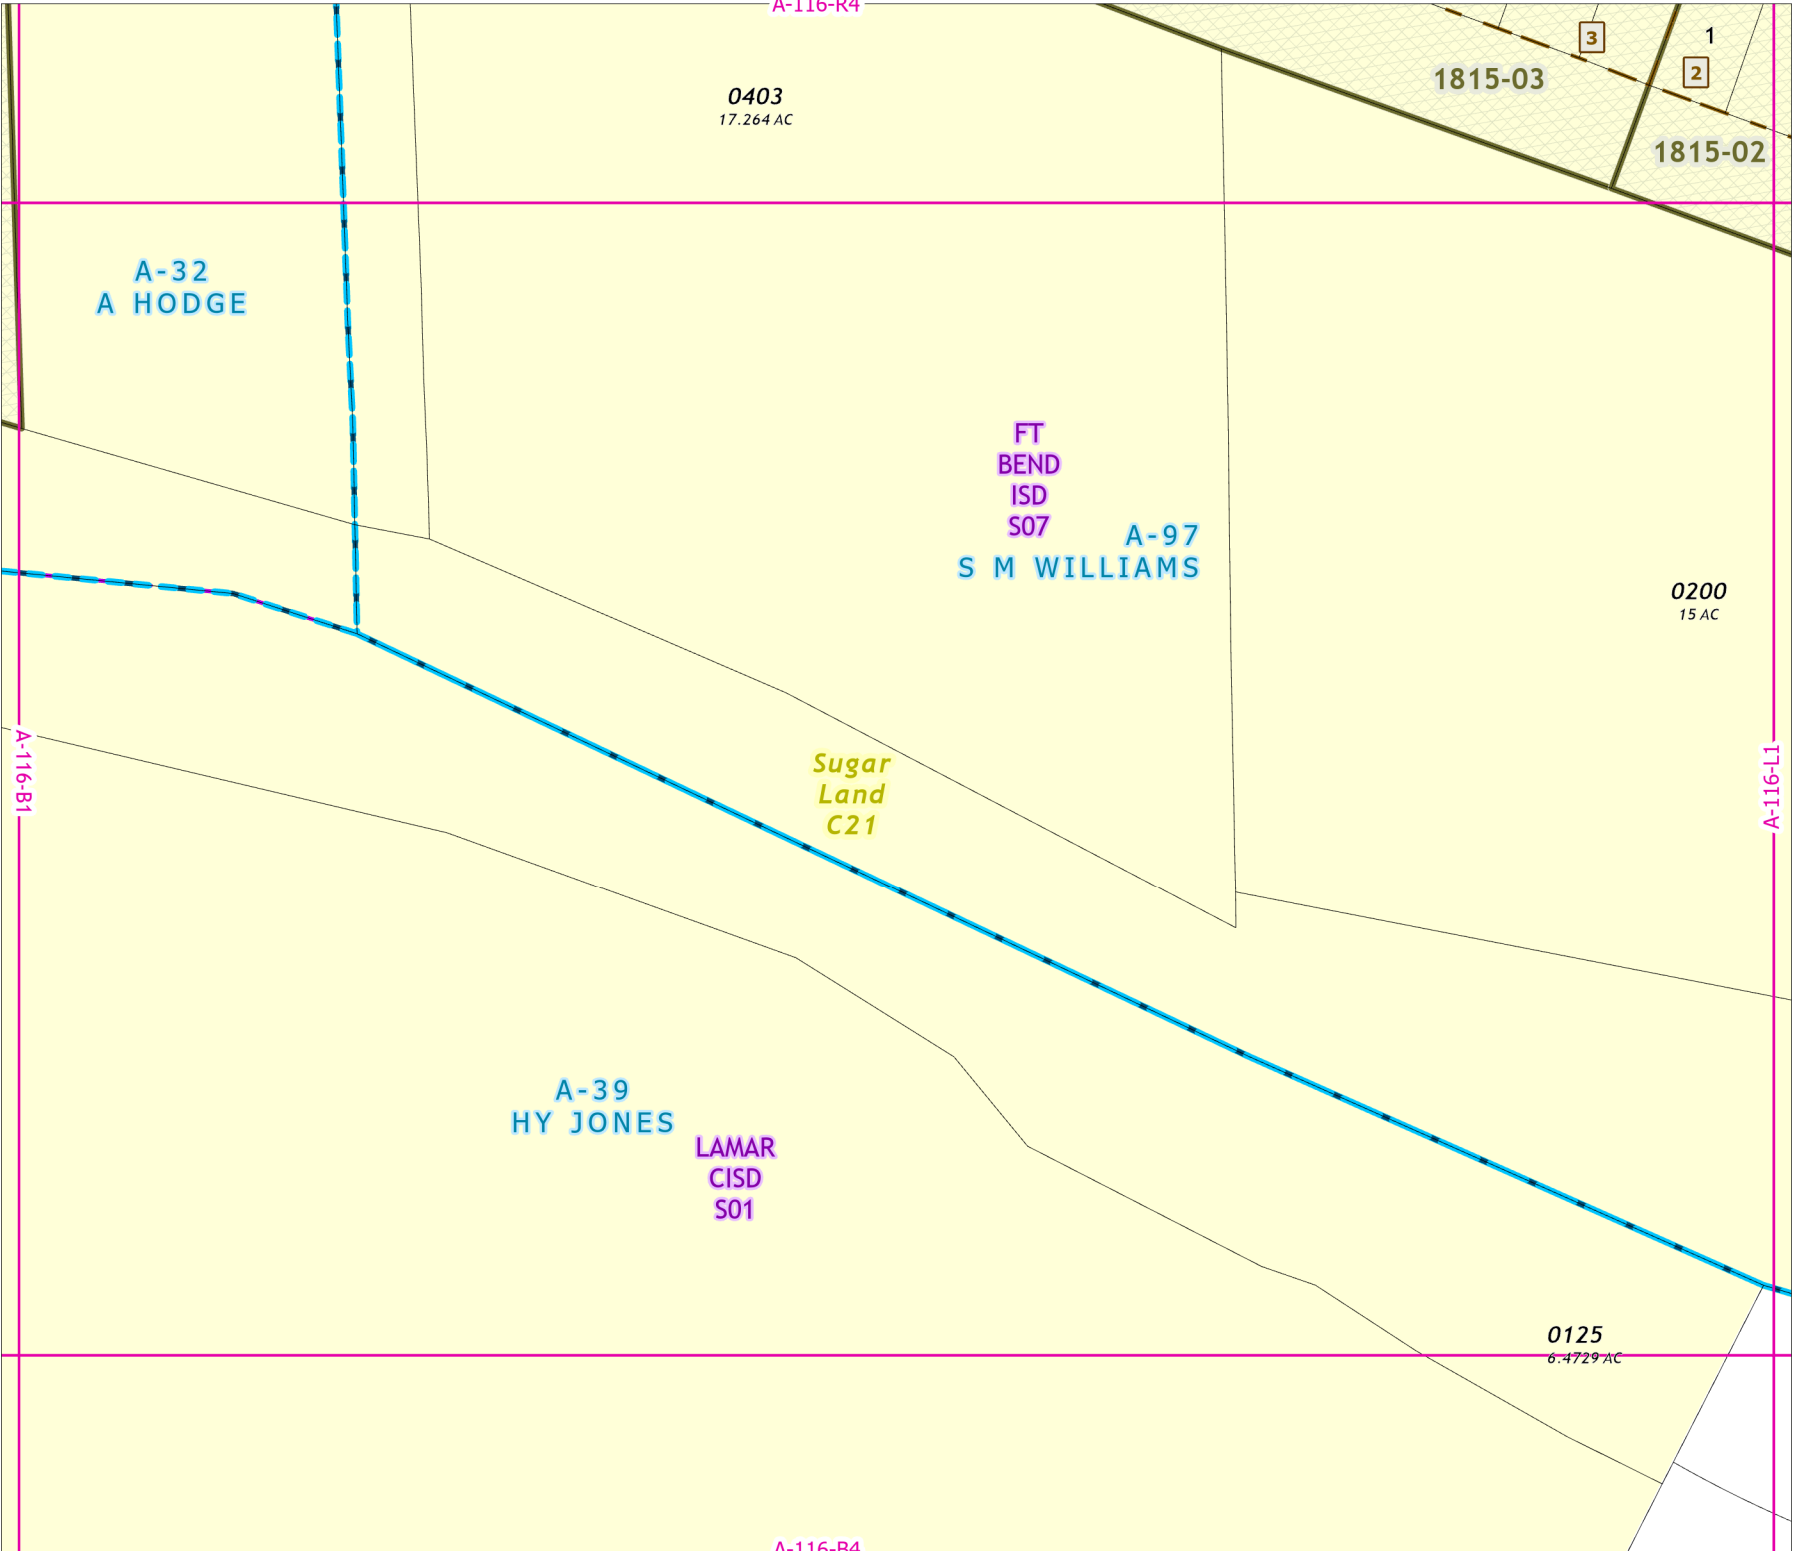 A-116-R4
3
1
2
1815-03
1815-02
0403
17.264 AC
A-32
A HODGE
FT
BEND
ISD
S07
A-97
S M WILLIAMS
0200
15 AC
A-116-B1
Sugar
Land
C21
A-116-L1
A-39
HY JONES
LAMAR
CISD
S01
0125
6.4729 AC
A-116-B4